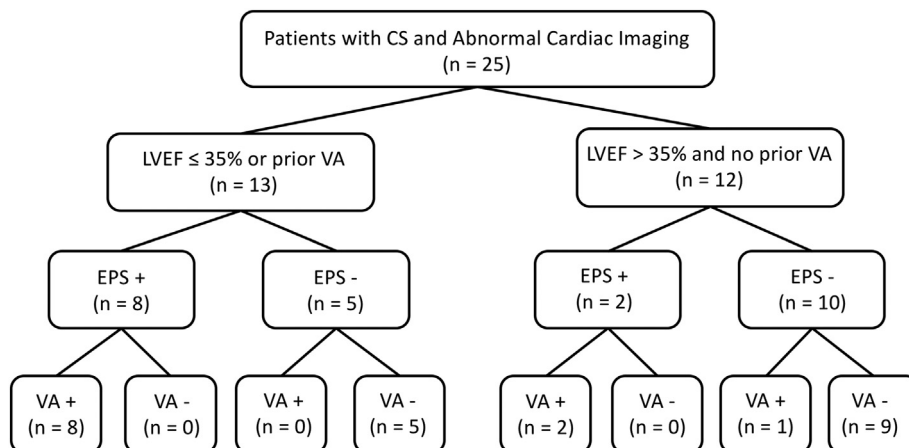 Patients with CS and Abnormal Cardiac Imaging
(n = 25)
LVEF ≤ 35% or prior VA
(n = 13)
LVEF > 35% and no prior VA
(n = 12)
EPS +
(n = 8)
EPS -
(n = 5)
EPS +
(n = 2)
EPS -
(n = 10)
VA +
(n = 8)
VA -
(n = 0)
VA +
(n = 0)
VA -
(n = 5)
VA +
(n = 2)
VA -
(n = 0)
VA +
(n = 1)
VA -
(n = 9)